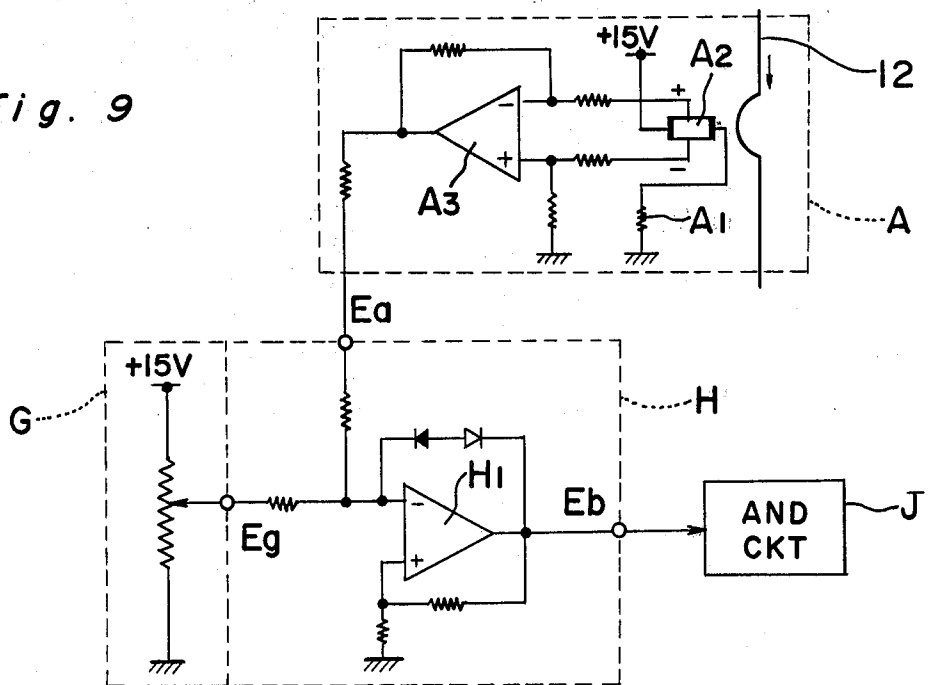 Fig. 9
+15V
A2
12
+
-
-
+
A3
A1
A
Ea
+15V
G
H
H1
-
+
Eg
Eb
AND
CKT
J